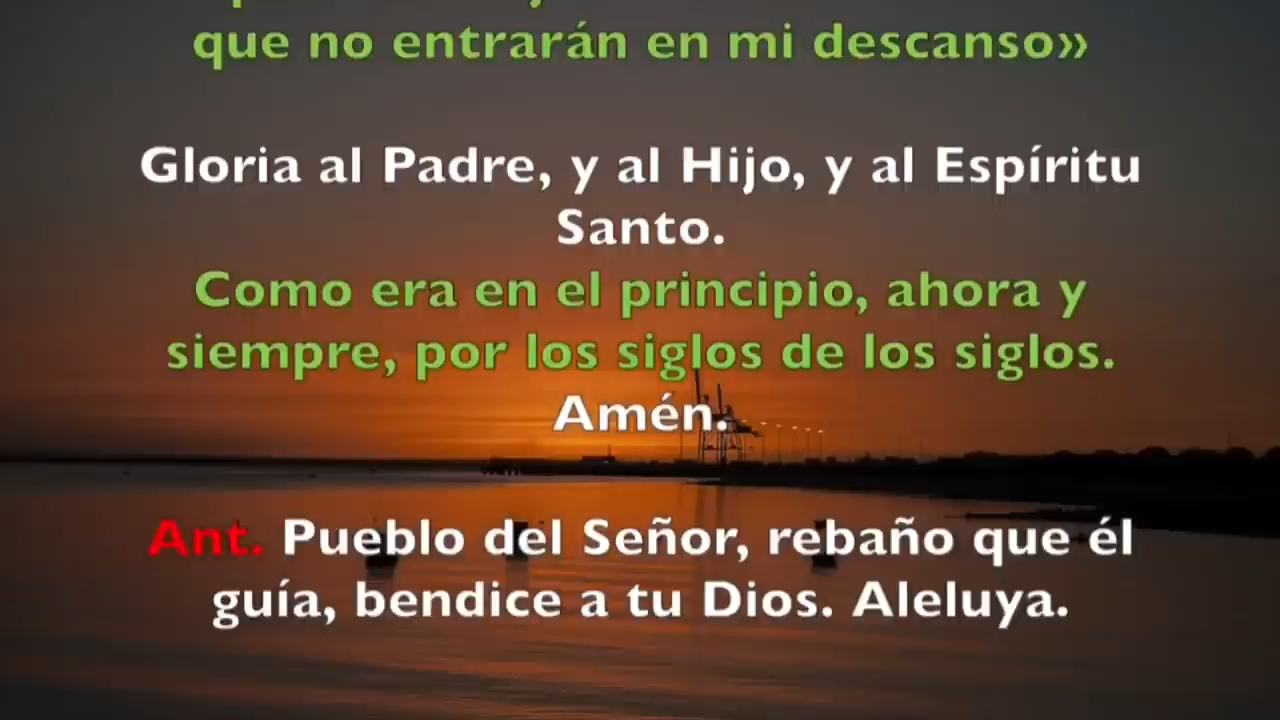 que no entrarán en mi descanso»
Gloria al Padre, y al Hijo, y al Espíritu
Santo.
Como era en el principio, ahora y
siempre, por los siglos de los siglos.
Amén.
Ant. Pueblo del Señor, rebaño que él
guía, bendice a tu Dios. Aleluya.